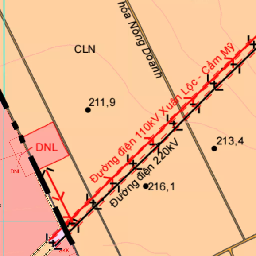 hóa Nông Doanh
CLN
211,9
Đường điện 110kV Xuân Lộc - Cẩm Mỹ
DNL
213,4
Đường điện 220kV
216,1